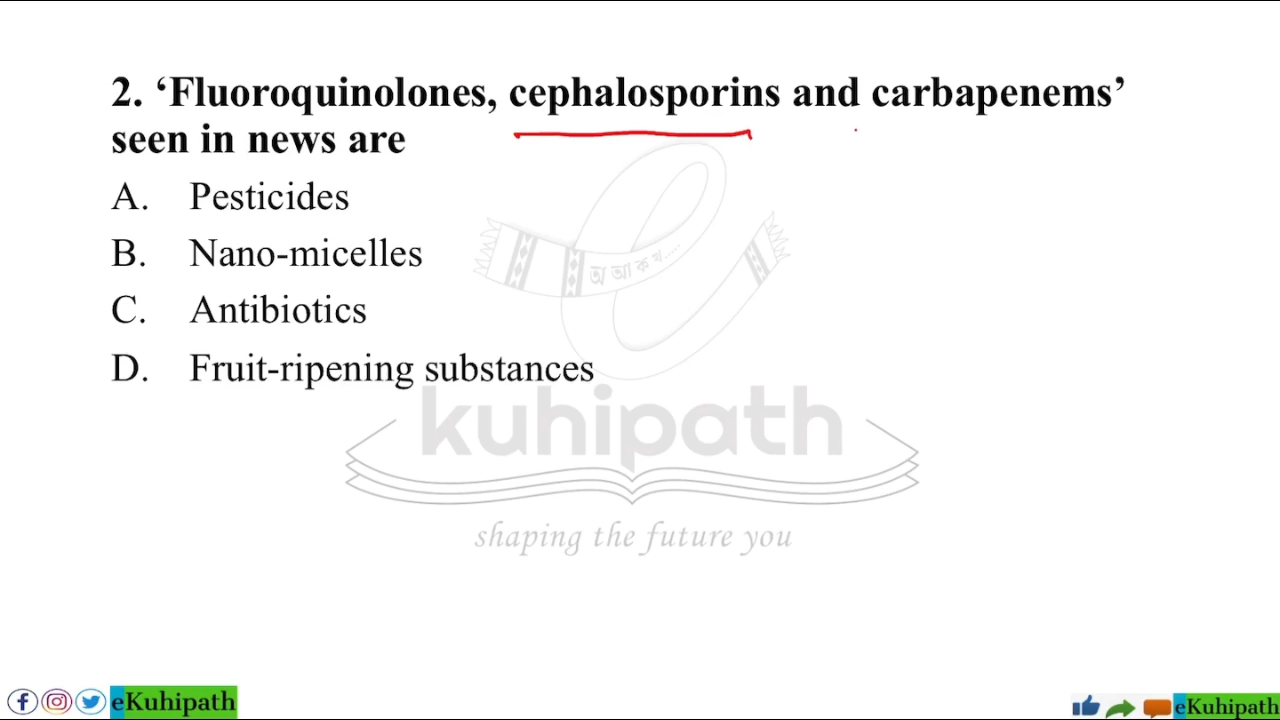 2. ‘Fluoroquinolones, cephalosporins and carbapenems’
seen in news are
A. Pesticides
B. Nano-micelles
C. Antibiotics
D. Fruit-ripening substances
অ আ ক খ.....
kuhipath
shaping the future you
eKuhipath
eKuhipath